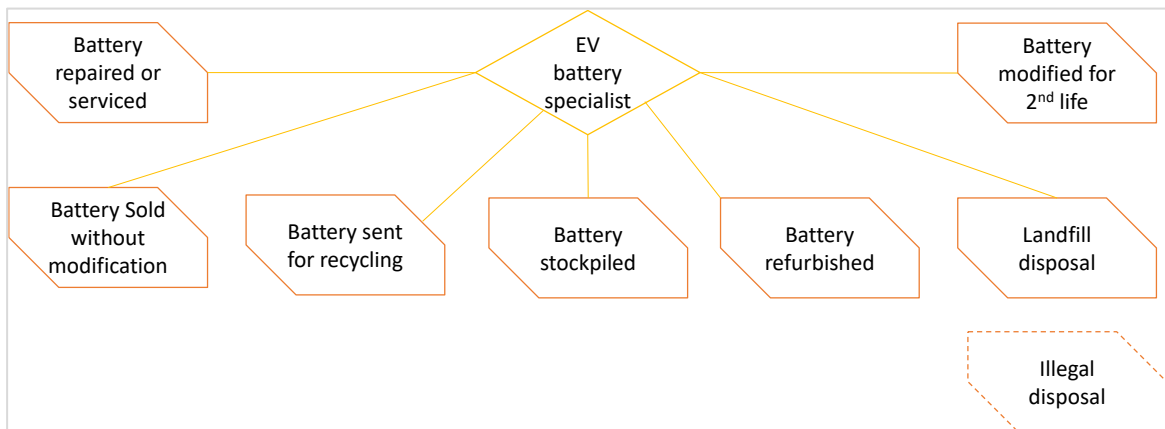 Battery
repaired or
serviced
EV
battery
specialist
Battery
modified for
2nd life
Battery Sold
without
modification
Battery sent
for recycling
Battery
stockpiled
Battery
refurbished
Landfill
disposal
Illegal
disposal